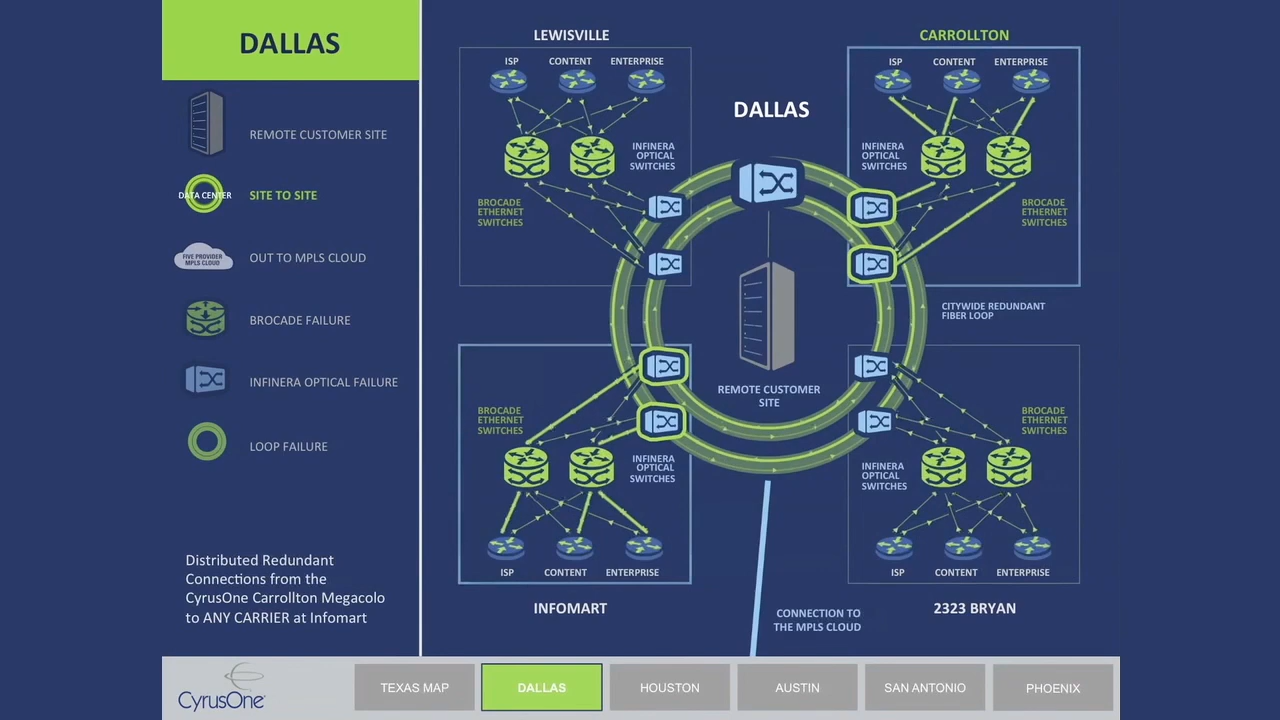 DALLAS
REMOTE CUSTOMER SITE
DATA CENTER
SITE TO SITE
FIVE PROVIDER
MPLS CLOUD
OUT TO MPLS CLOUD
BROCADE FAILURE
INFINERA OPTICAL FAILURE
LOOP FAILURE
Distributed Redundant
Connections from the
CyrusOne Carrollton Megacolo
to ANY CARRIER at Infomart
LEWISVILLE
ISP
CONTENT
ENTERPRISE
INFINERA
OPTICAL
SWITCHES
BROCADE
ETHERNET
SWITCHES
DALLAS
CARROLLTON
ISP
CONTENT
ENTERPRISE
INFINERA
OPTICAL
SWITCHES
BROCADE
ETHERNET
SWITCHES
CITYWIDE REDUNDANT
FIBER LOOP
REMOTE CUSTOMER
SITE
BROCADE
ETHERNET
SWITCHES
INFINERA
OPTICAL
SWITCHES
ISP
CONTENT
ENTERPRISE
INFOMART
BROCADE
ETHERNET
SWITCHES
INFINERA
OPTICAL
SWITCHES
ISP
CONTENT
ENTERPRISE
2323 BRYAN
CONNECTION TO
THE MPLS CLOUD
CyrusOne
TEXAS MAP
DALLAS
HOUSTON
AUSTIN
SAN ANTONIO
PHOENIX